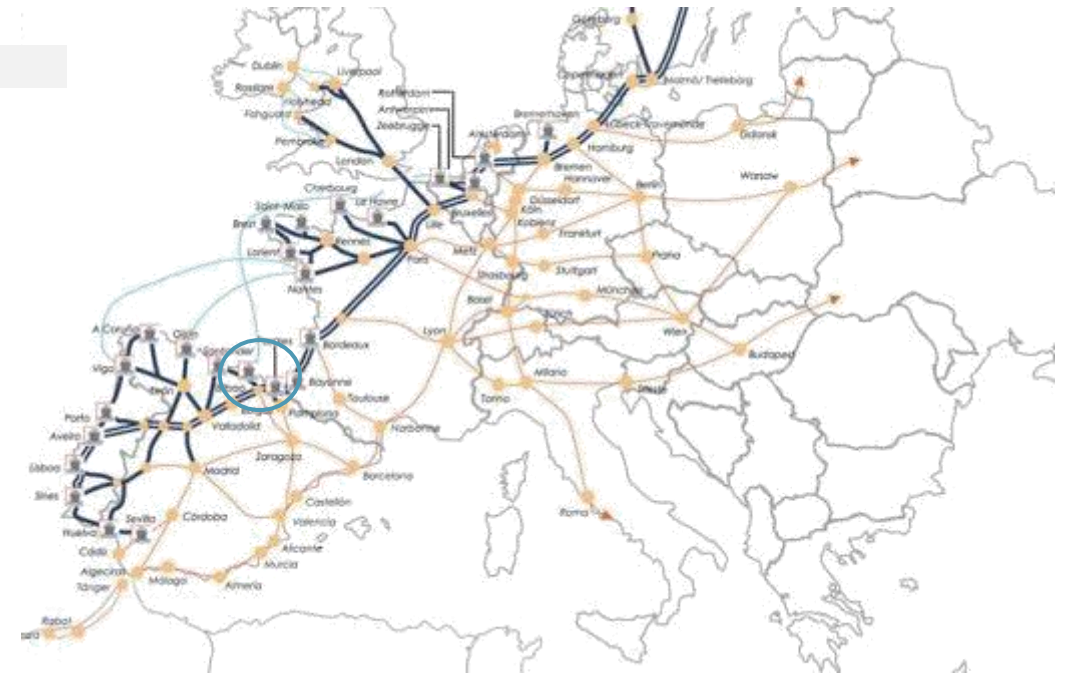 Göteborg
Dublin
Liverpool
Rosslare
Holyhead
Fishguard
Pembroke
London
Rotterdam
Antwerpen
Zeebrugge
Amsterdam
Bremerhaven
Malmö/ Trelleborg
Lübeck-Travemünde
Hamburg
Gdansk
Bremen
Hannover
Berlin
Warsaw
Cherbourg
Le Havre
Saint-Malo
Brest
Rennes
Lorient
Nantes
Lille
Bruxelles
Düsseldorf
Köln
Koblenz
Frankfurt
Paris
Metz
Strasbourg
Stuttgart
Praha
Basel
München
Zürich
Wien
Budapest
Lyon
Milano
Torino
Trieste
A Coruña
Gijón
Santander
Vigo
León
Bordeaux
Bayonne
Toulouse
Pamplona
Narbonne
Porto
Aveiro
Valladolid
Zaragoza
Lisboa
Madrid
Barcelona
Sines
Castellón
Huelva
Sevilla
Córdoba
Valencia
Roma
Cádiz
Alicante
Murcia
Algeciras
Málaga
Almería
Tánger
Rabat